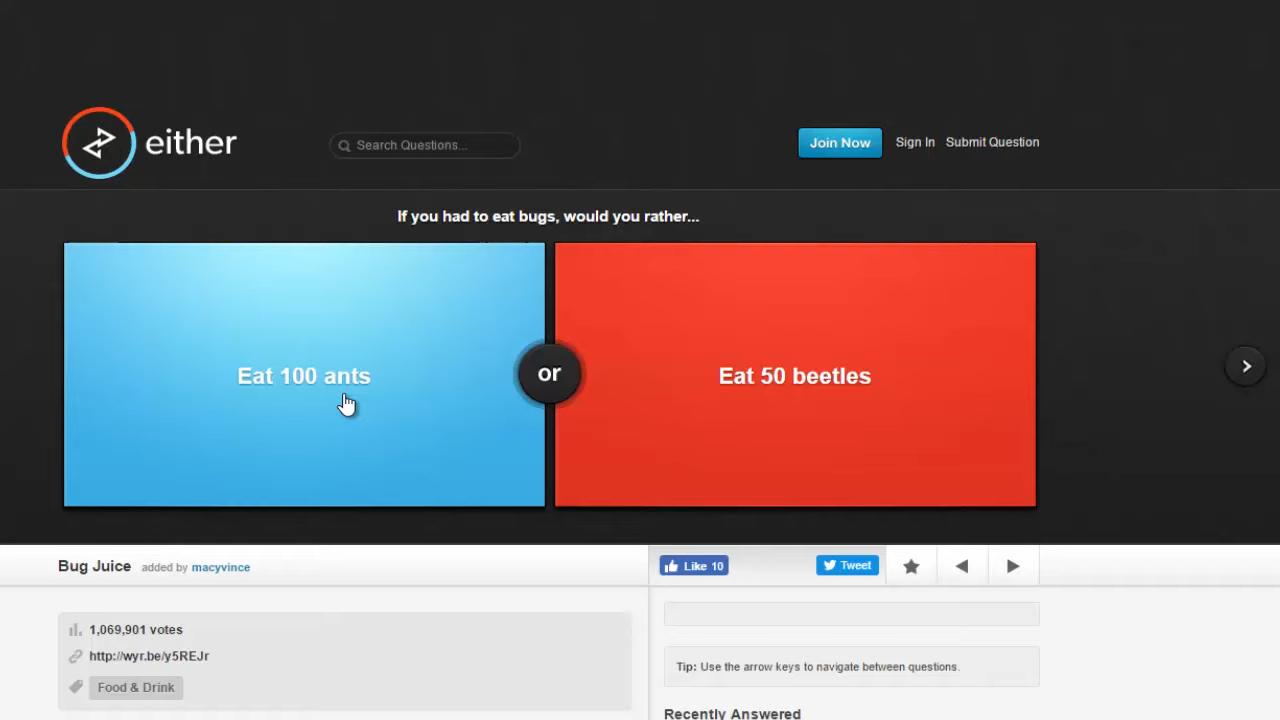 either
Search Questions...
Join Now
Sign In
Submit Question
If you had to eat bugs, would you rather...
Eat 100 ants
or
Eat 50 beetles
Bug Juice added by macyvince
Like 10
Tweet
1,069,901 votes
http://wyr.be/y5REJr
Food & Drink
Tip: Use the arrow keys to navigate between questions.
Recently Answered